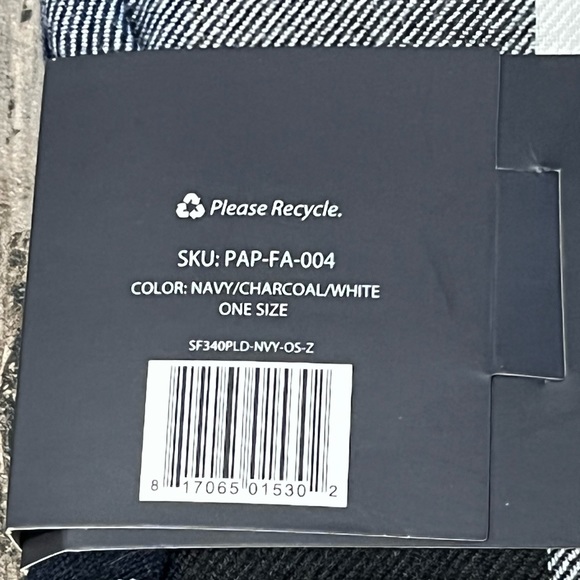 Please Recycle.
SKU: PAP-FA-004
COLOR: NAVY/CHARCOAL/WHITE
ONE SIZE
SF340PLD-NVY-OS-Z
8 17065 01530 2